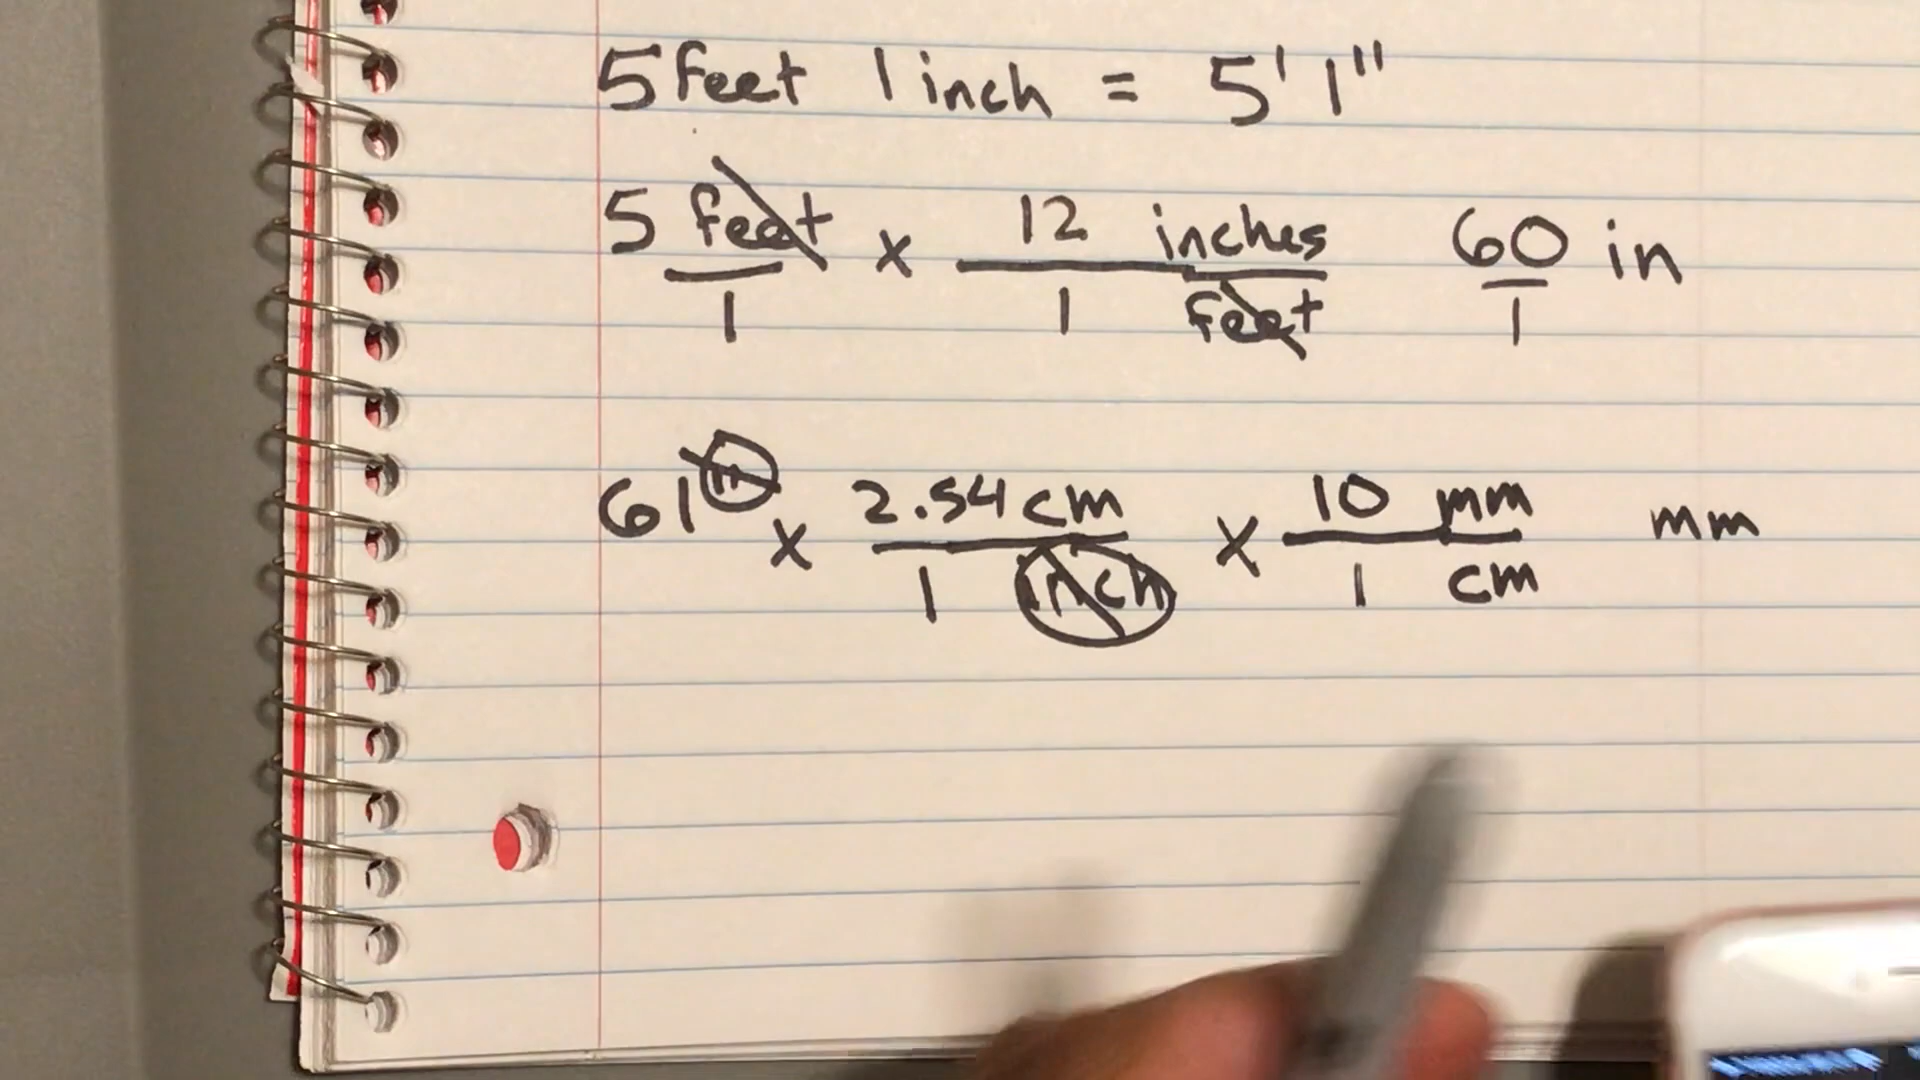 5 feet 1 inch = 5' 1"
5 feet x 12 inches 60 in
1 1 feet 1
61 in x 2.54 cm x 10 mm mm
1 inch 1 cm